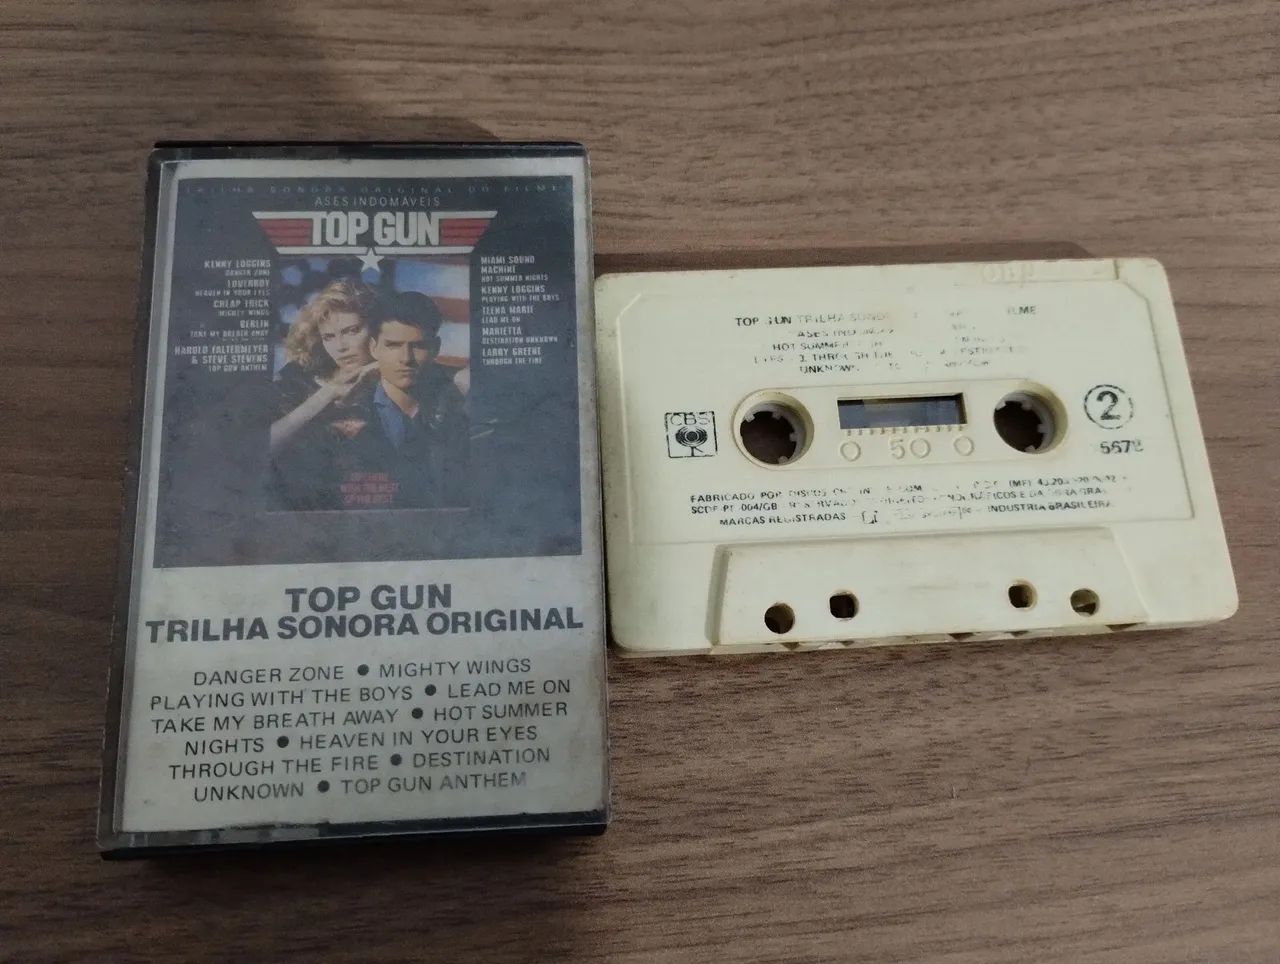 TRILHA SONORA ORIGINAL DO FILME
ASES INDOMÁVEIS
TOP GUN
KENNY LOGGINS
DANGER ZONE
LOVERBOY
HEAVEN IN YOUR EYES
CHEAP TRICK
MIGHTY WINGS
BERLIN
TAKE MY BREATH AWAY
HAROLD FALTERMEYER
& STEVE STEVENS
TOP GUN ANTHEM
MIAMI SOUND
MACHINE
HOT SUMMER NIGHTS
KENNY LOGGINS
PLAYING WITH THE BOYS
TEENA MARIE
LEAD ME ON
MARIETTA
DESTINATION UNKNOWN
LARRY GREENE
THROUGH THE FIRE
TOP GUN
TRILHA SONORA ORIGINAL
DANGER ZONE ● MIGHTY WINGS
PLAYING WITH THE BOYS ● LEAD ME ON
TAKE MY BREATH AWAY ● HOT SUMMER
NIGHTS ● HEAVEN IN YOUR EYES
THROUGH THE FIRE ● DESTINATION
UNKNOWN ● TOP GUN ANTHEM
TOP GUN TRILHA
HOT SUMMER
UNKNOWN
CBS
50
2
FABRICADO POR DISCOS
MARCAS REGISTRADAS INDUSTRIA BRASILEIRA